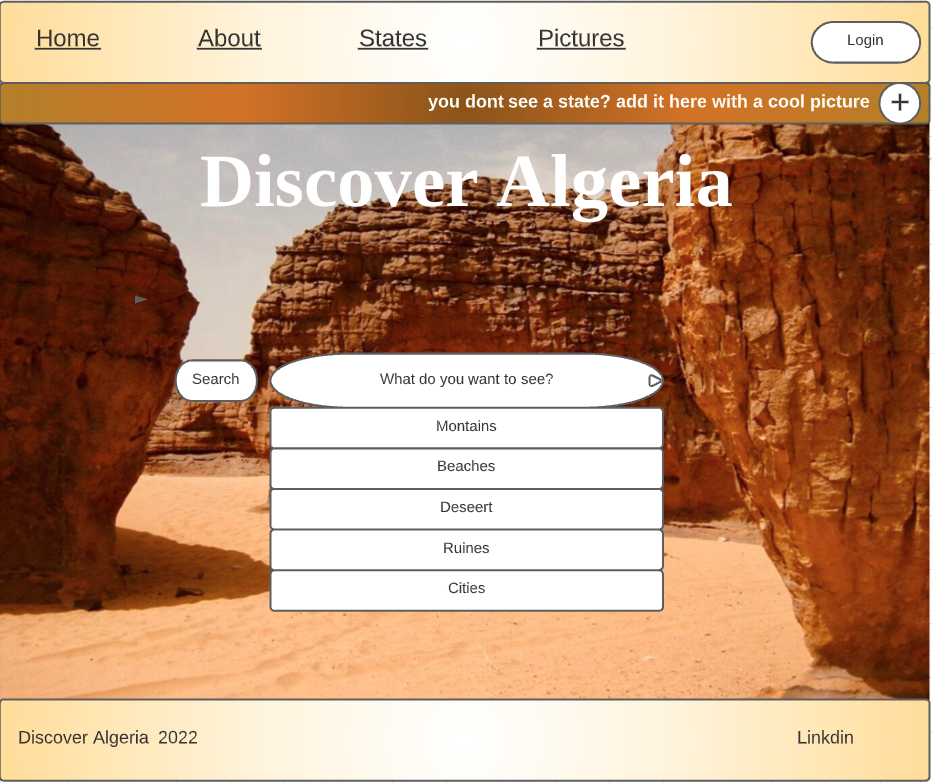 Home About States Pictures Login
you dont see a state? add it here with a cool picture +
Discover Algeria
Search What do you want to see?
Montains
Beaches
Deseert
Ruines
Cities
Discover Algeria 2022 Linkdin